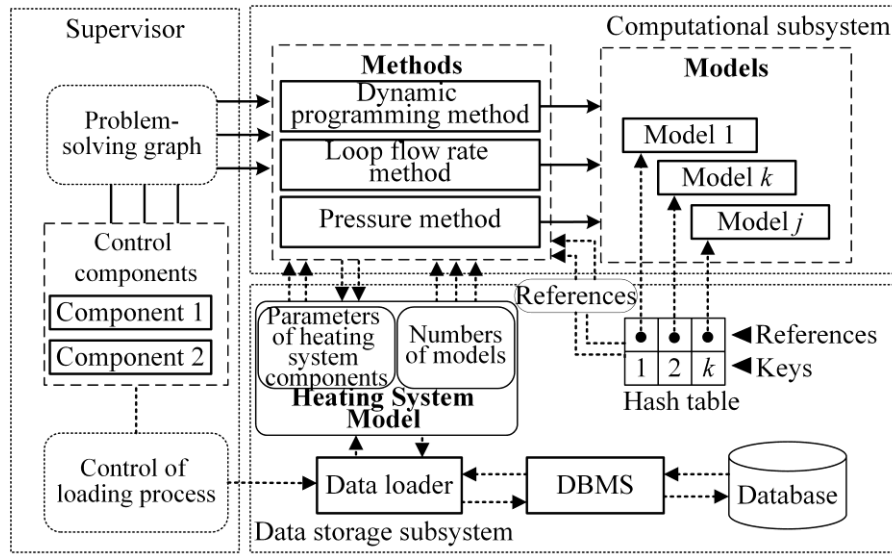 Supervisor
Problem-
solving graph
Control
components
Component 1
Component 2
Control of
loading process
Computational subsystem
Methods
Dynamic
programming method
Loop flow rate
method
Pressure method
Models
Model 1
Model k
Model j
References
Parameters
of heating
system
components
Numbers
of models
Heating System
Model
References
1 2 k
Keys
Hash table
Data loader
DBMS
Database
Data storage subsystem